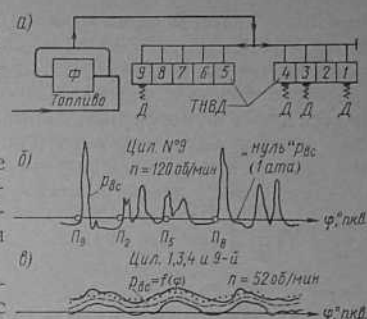 а)
Ф
Топливо
9 8 7 6 5
4 3 2 1
ТНВД
Д
Д Д Д
б)
Цил. №9
n=120 об/мин
„нуль" Pвс
(1 ата)
Pвс
П9 П2 П5 П8
φ,°пкв.
в)
Цил. 1,3,4 и 9-й
Pвс=f(φ)
n=52 об/мин
φ°пкв